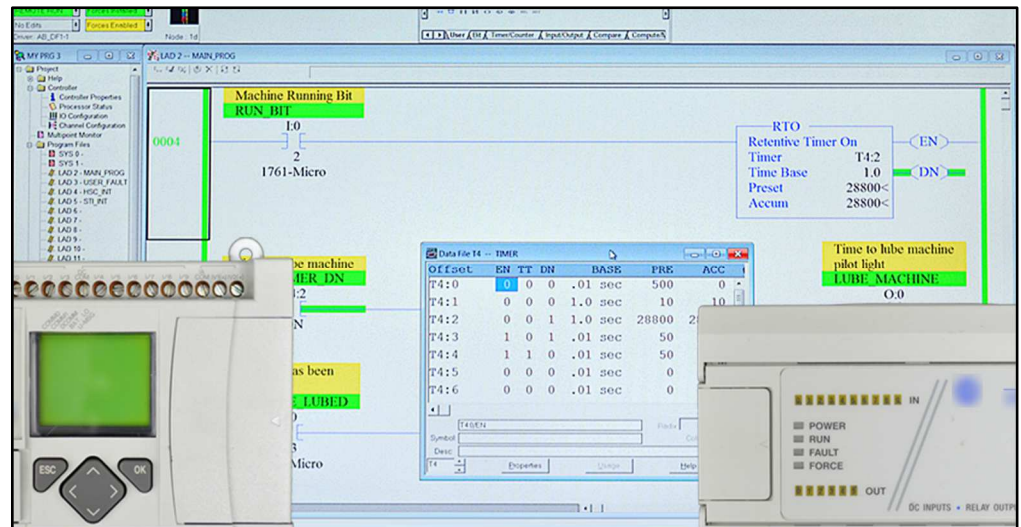 No Edits
Forces Enabled
Driver: AB_DF1-1
Node : 1d
User
Bit
Timer/Counter
Input/Output
Compare
MY PRG 3
LAD 2 -- MAIN_PROG
Project
Help
Controller
Controller Properties
Processor Status
IO Configuration
Channel Configuration
Multipoint Monitor
Program Files
SYS 0 -
SYS 1 -
LAD 2 - MAIN_PROG
LAD 3 - USER_FAULT
LAD 4 - HSC_INT
LAD 5 - STI_INT
LAD 6 -
LAD 7 -
LAD 8 -
LAD 9 -
LAD 10 -
LAD 11 -
0004
Machine Running Bit
RUN_BIT
I:0
2
1761-Micro
RTO
Retentive Timer On
Timer T4:2
Time Base 1.0
Preset 28800<
Accum 28800<
EN
DN
be machine
MER_DN
:2
N
as been
E_LUBED
Micro
Time to lube machine
pilot light
LUBE_MACHINE
O:0
Data File T4 -- TIMER
Offset EN TT DN BASE PRE ACC
T4:0 0 0 0 .01 sec 500 0
T4:1 0 0 0 1.0 sec 10 10
T4:2 0 0 1 1.0 sec 28800 2
T4:3 1 0 1 .01 sec 50
T4:4 1 1 0 .01 sec 50
T4:5 0 0 0 .01 sec 0
T4:6 0 0 0 .01 sec 0
T4:0/EN
Radix
Symbol
Desc
T4
Properties
Usage
Help
ESC
OK
IN
POWER
RUN
FAULT
FORCE
OUT
DC INPUTS • RELAY OUTP